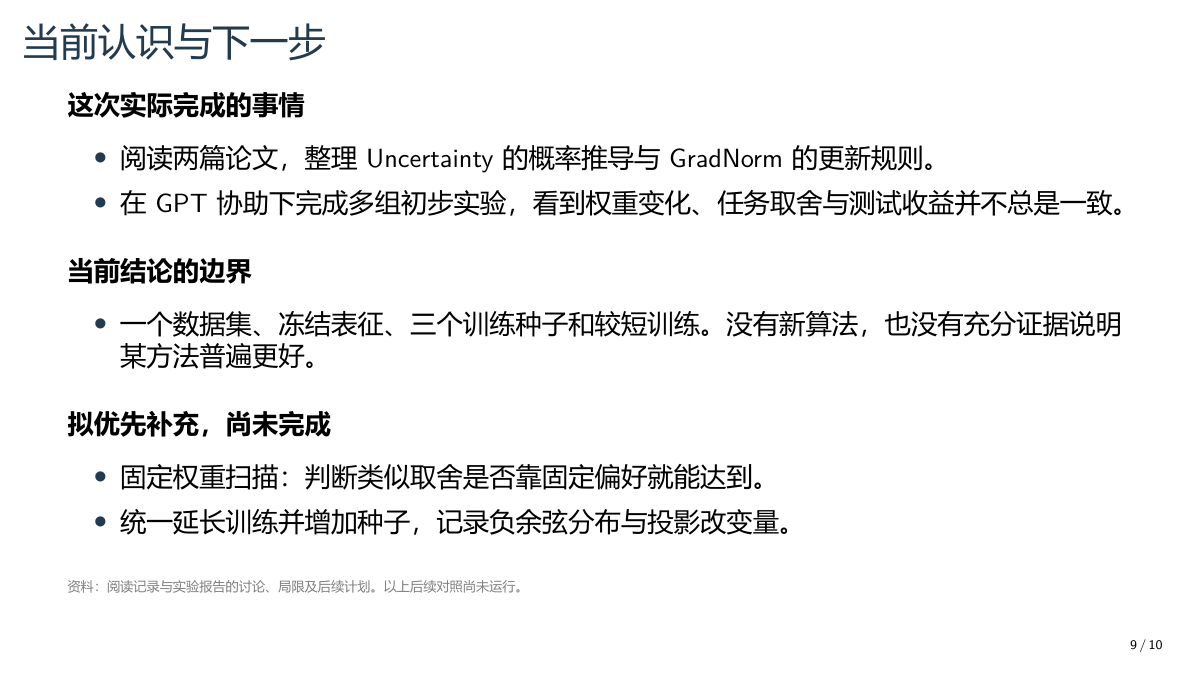 当前认识与下一步
这次实际完成的事情
• 阅读两篇论文，整理 Uncertainty 的概率推导与 GradNorm 的更新规则。
• 在 GPT 协助下完成多组初步实验，看到权重变化、任务取舍与测试收益并不总是一致。
当前结论的边界
• 一个数据集、冻结表征、三个训练种子和较短训练。没有新算法，也没有充分证据说明
某方法普遍更好。
拟优先补充，尚未完成
• 固定权重扫描：判断类似取舍是否靠固定偏好就能达到。
• 统一延长训练并增加种子，记录负余弦分布与投影改变量。
资料：阅读记录与实验报告的讨论、局限及后续计划。以上后续对照尚未运行。
9 / 10